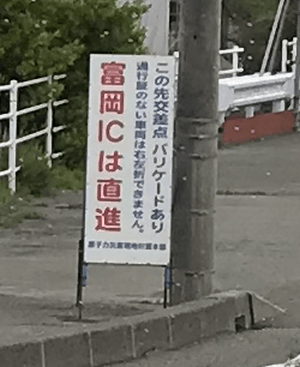 この先交差点 バリケードあり
通行証のない車両は右左折できません。
富岡ICは直進
原子力災害現地対策本部